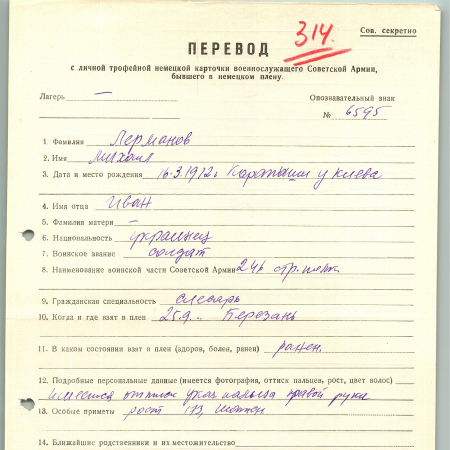 314.
Сов. секретно
ПЕРЕВОД
с личной трофейной немецкой карточки военнослужащего Советской Армии,
бывшего в немецком плену.
Лагерь —
Опознавательный знак
№ 6595
1. Фамилия Лерманов
2. Имя Михаил
3. Дата и место рождения 16.3.1912 у Киева
4. Имя отца Иван
5. Фамилия матери —
6. Национальность украинец
7. Воинское звание солдат
8. Наименование воинской части Советской Армии 246 стр. полк
9. Гражданская специальность слесарь
10. Когда и где взят в плен 25.9. Березань
11. В каком состоянии взят в плен (здоров, болен, ранен) ранен.
12. Подробные персональные данные (имеется фотография, оттиск пальцев, рост, цвет волос)
Имеется оттиск указ. пальца правой руки
13. Особые приметы рост 173,
14. Ближайшие родственники и их местожительство